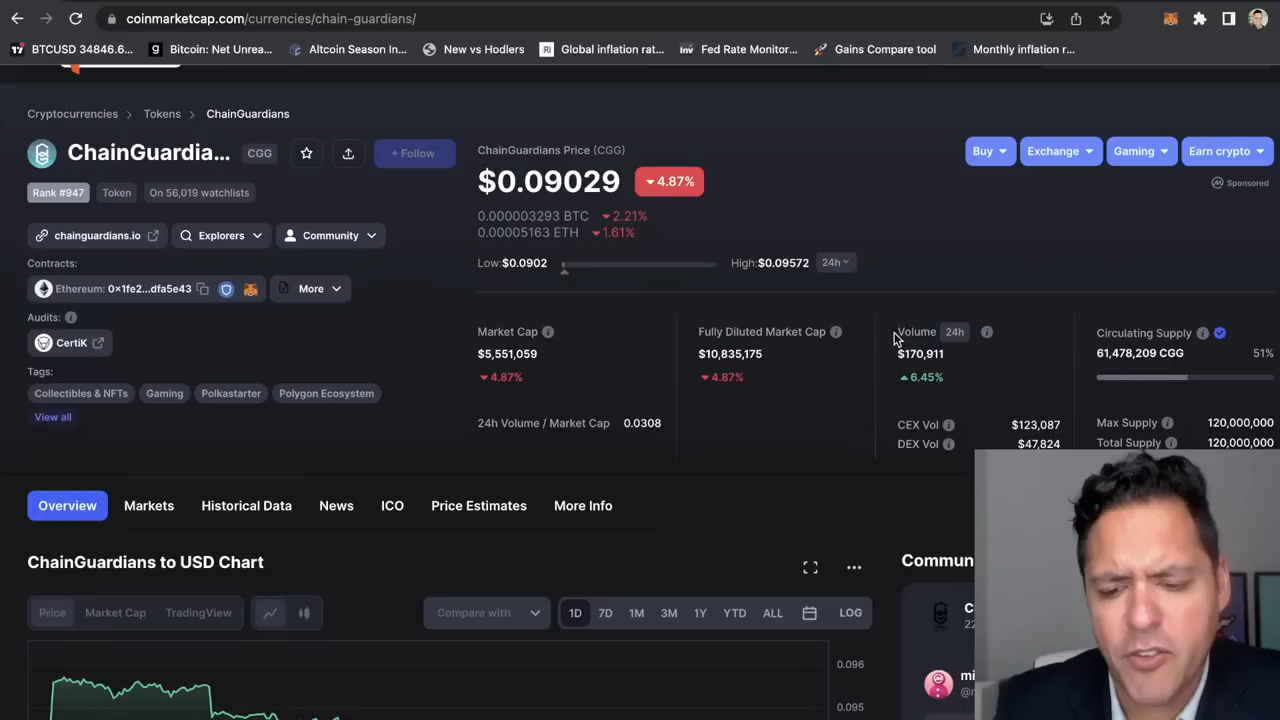 coinmarketcap.com/currencies/chain-guardians/
BTCUSD 34846.6...
Bitcoin: Net Unrea...
Altcoin Season In...
New vs Hodlers
RI
Global inflation rat...
Fed Rate Monitor...
Gains Compare tool
Monthly inflation r...
Cryptocurrencies > Tokens > ChainGuardians
ChainGuardia... CGG
+ Follow
Rank #947 Token On 56,019 watchlists
chainguardians.io
Explorers
Community
Contracts:
Ethereum: 0x1fe2...dfa5e43
More
Audits:
CertiK
Tags:
Collectibles & NFTs
Gaming
Polkastarter
Polygon Ecosystem
View all
ChainGuardians Price (CGG)
$0.09029 4.87%
0.000003293 BTC 2.21%
0.00005163 ETH 1.61%
Low:$0.0902
High:$0.09572
24h
Buy
Exchange
Gaming
Earn crypto
Sponsored
Market Cap
$5,551,059
4.87%
24h Volume / Market Cap 0.0308
Fully Diluted Market Cap
$10,835,175
4.87%
Volume 24h
$170,911
6.45%
CEX Vol $123,087
DEX Vol $47,824
Circulating Supply
61,478,209 CGG 51%
Max Supply 120,000,000
Total Supply 120,000,000
Overview
Markets
Historical Data
News
ICO
Price Estimates
More Info
ChainGuardians to USD Chart
Price
Market Cap
TradingView
Compare with
1D 7D 1M 3M 1Y YTD ALL LOG
0.096
0.095
Commun
C
22
mi